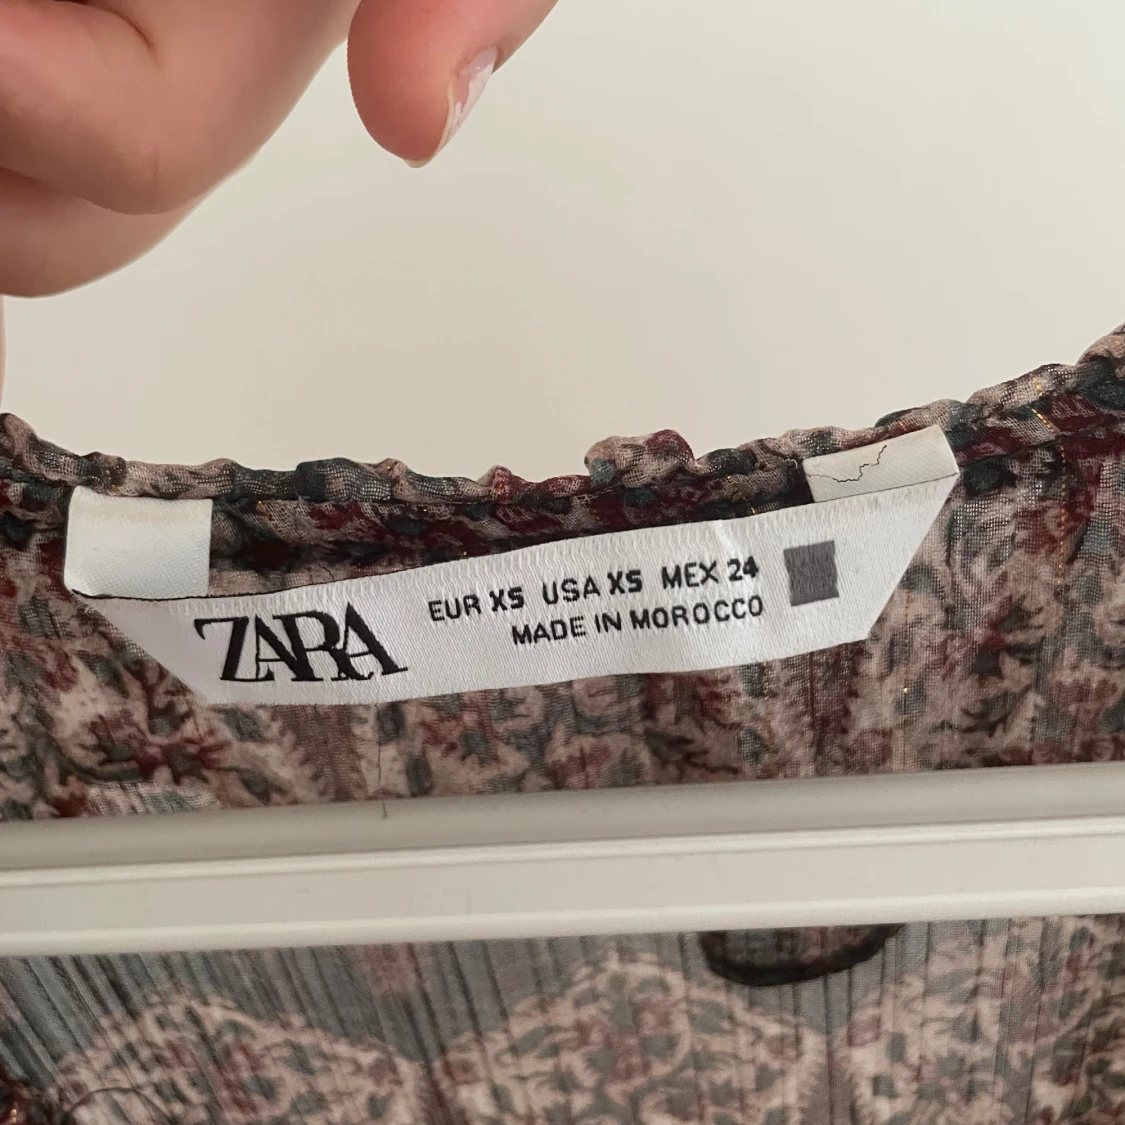 ZARA
EUR XS USA XS MEX 24
MADE IN MOROCCO